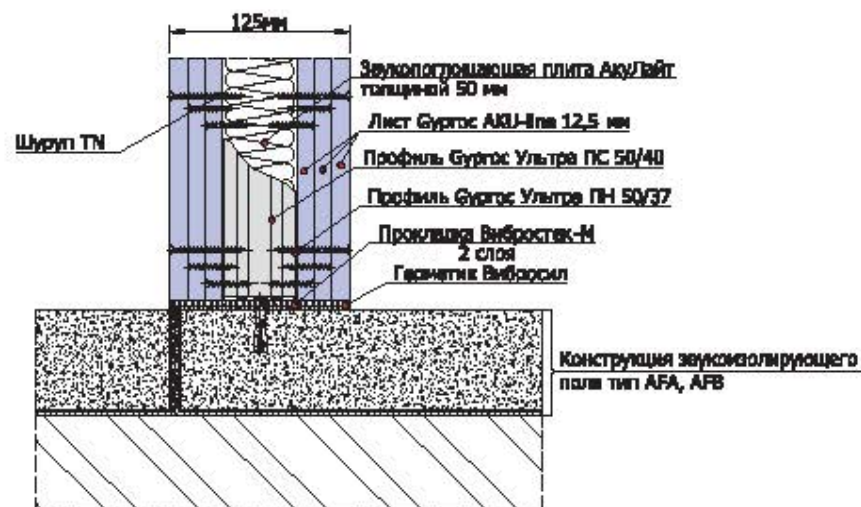 125мм
Звукопоглощающая плита АкуЛайт
толщиной 50 мм
Шуруп TN
Лист Gyproc AKU-line 12,5 мм
Профиль Gyproc Ультра ПС 50/40
Профиль Gyproc Ультра ПН 50/37
Прокладка Вибростек-М
2 слоя
Герметик Вибросил
Конструкция звукоизолирующего
пола тип AFA, AFB